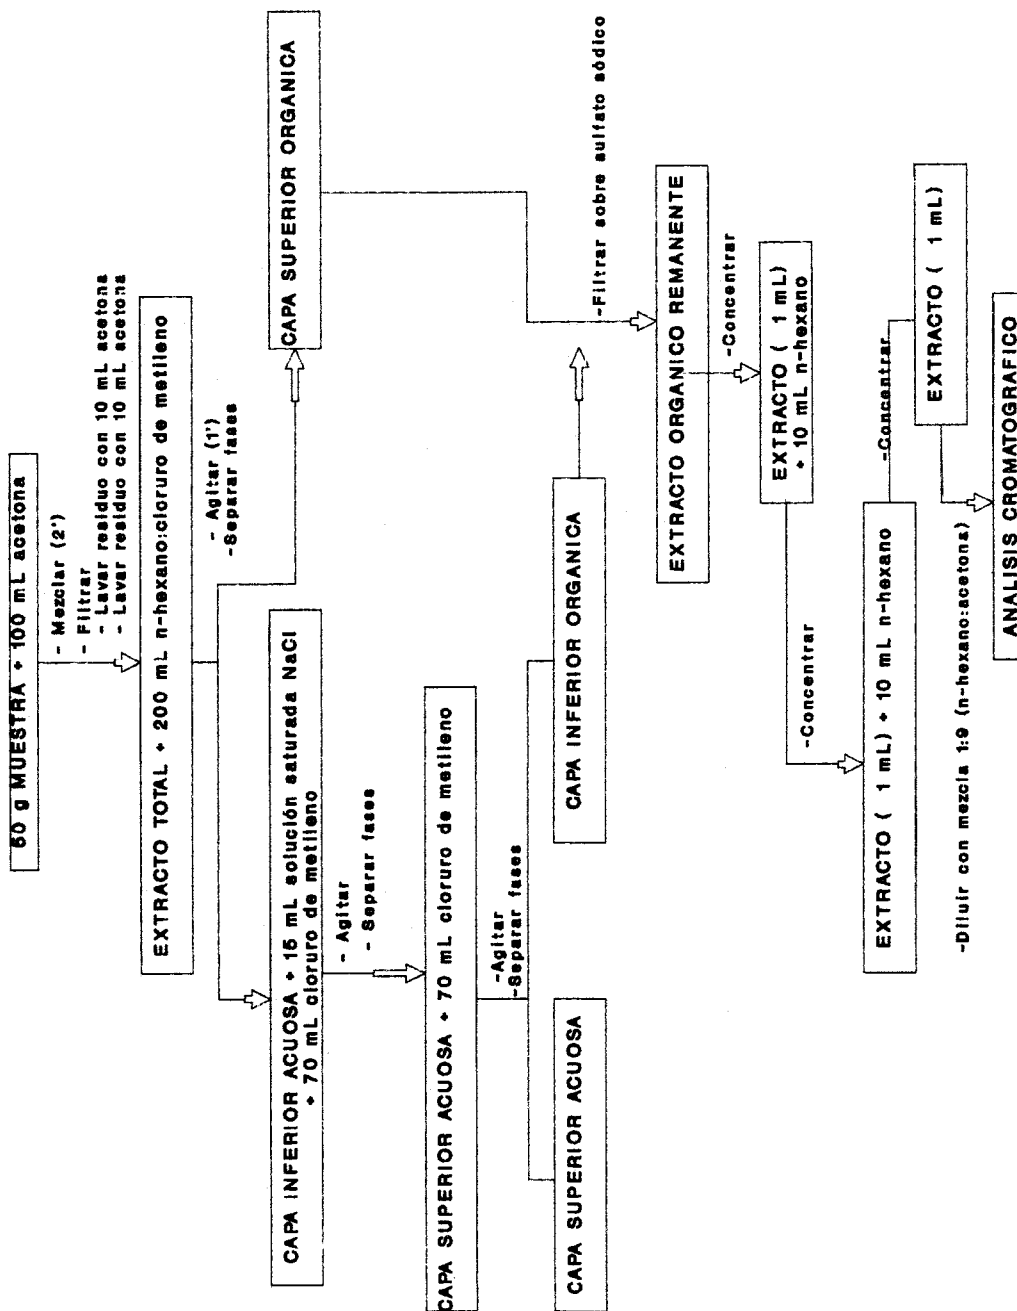 50 g MUESTRA + 100 mL acetona
- Mezclar (2')
- Filtrar
- Lavar residuo con 10 mL acetona
- Lavar residuo con 10 mL acetona
EXTRACTO TOTAL + 200 mL n-hexano:cloruro de metileno
- Agitar (1')
-Separar fases
CAPA SUPERIOR ORGANICA
CAPA INFERIOR ACUOSA + 15 mL solución saturada NaCl
+ 70 mL cloruro de metileno
- Agitar
- Separar fases
CAPA SUPERIOR ACUOSA + 70 mL cloruro de metileno
-Agitar
-Separar fases
CAPA SUPERIOR ACUOSA
CAPA INFERIOR ORGANICA
-Filtrar sobre sulfato sódico
EXTRACTO ORGANICO REMANENTE
-Concentrar
EXTRACTO ( 1 mL)
+ 10 mL n-hexano
-Concentrar
EXTRACTO ( 1 mL) + 10 mL n-hexano
-Concentrar
EXTRACTO ( 1 mL)
-Diluir con mezcla 1:9 (n-hexano:acetona)
ANALISIS CROMATOGRAFICO